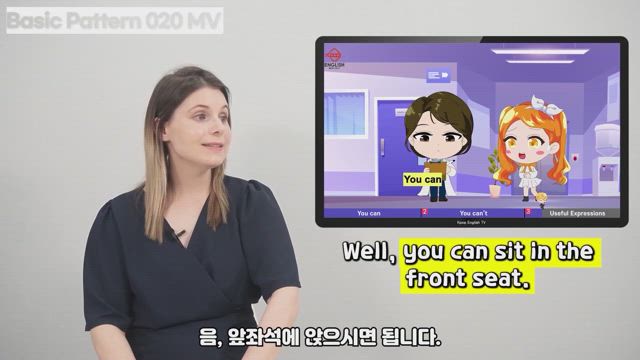 Basic Pattern 020 MV
ENGLISH
You can
You can
2
You can't
3
Useful Expressions
Well, you can sit in the
front seat.
음, 앞좌석에 앉으시면 됩니다.